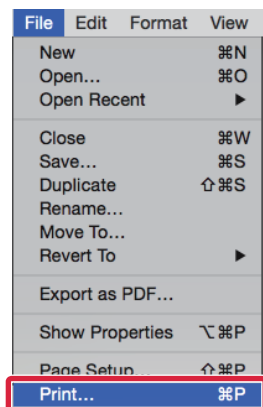 File Edit Format View
New ⌘N
Open... ⌘O
Open Recent ▶
Close ⌘W
Save... ⌘S
Duplicate ⇧⌘S
Rename...
Move To...
Revert To ▶
Export as PDF...
Show Properties ⌥⌘P
Page Setup... ⇧⌘P
Print... ⌘P